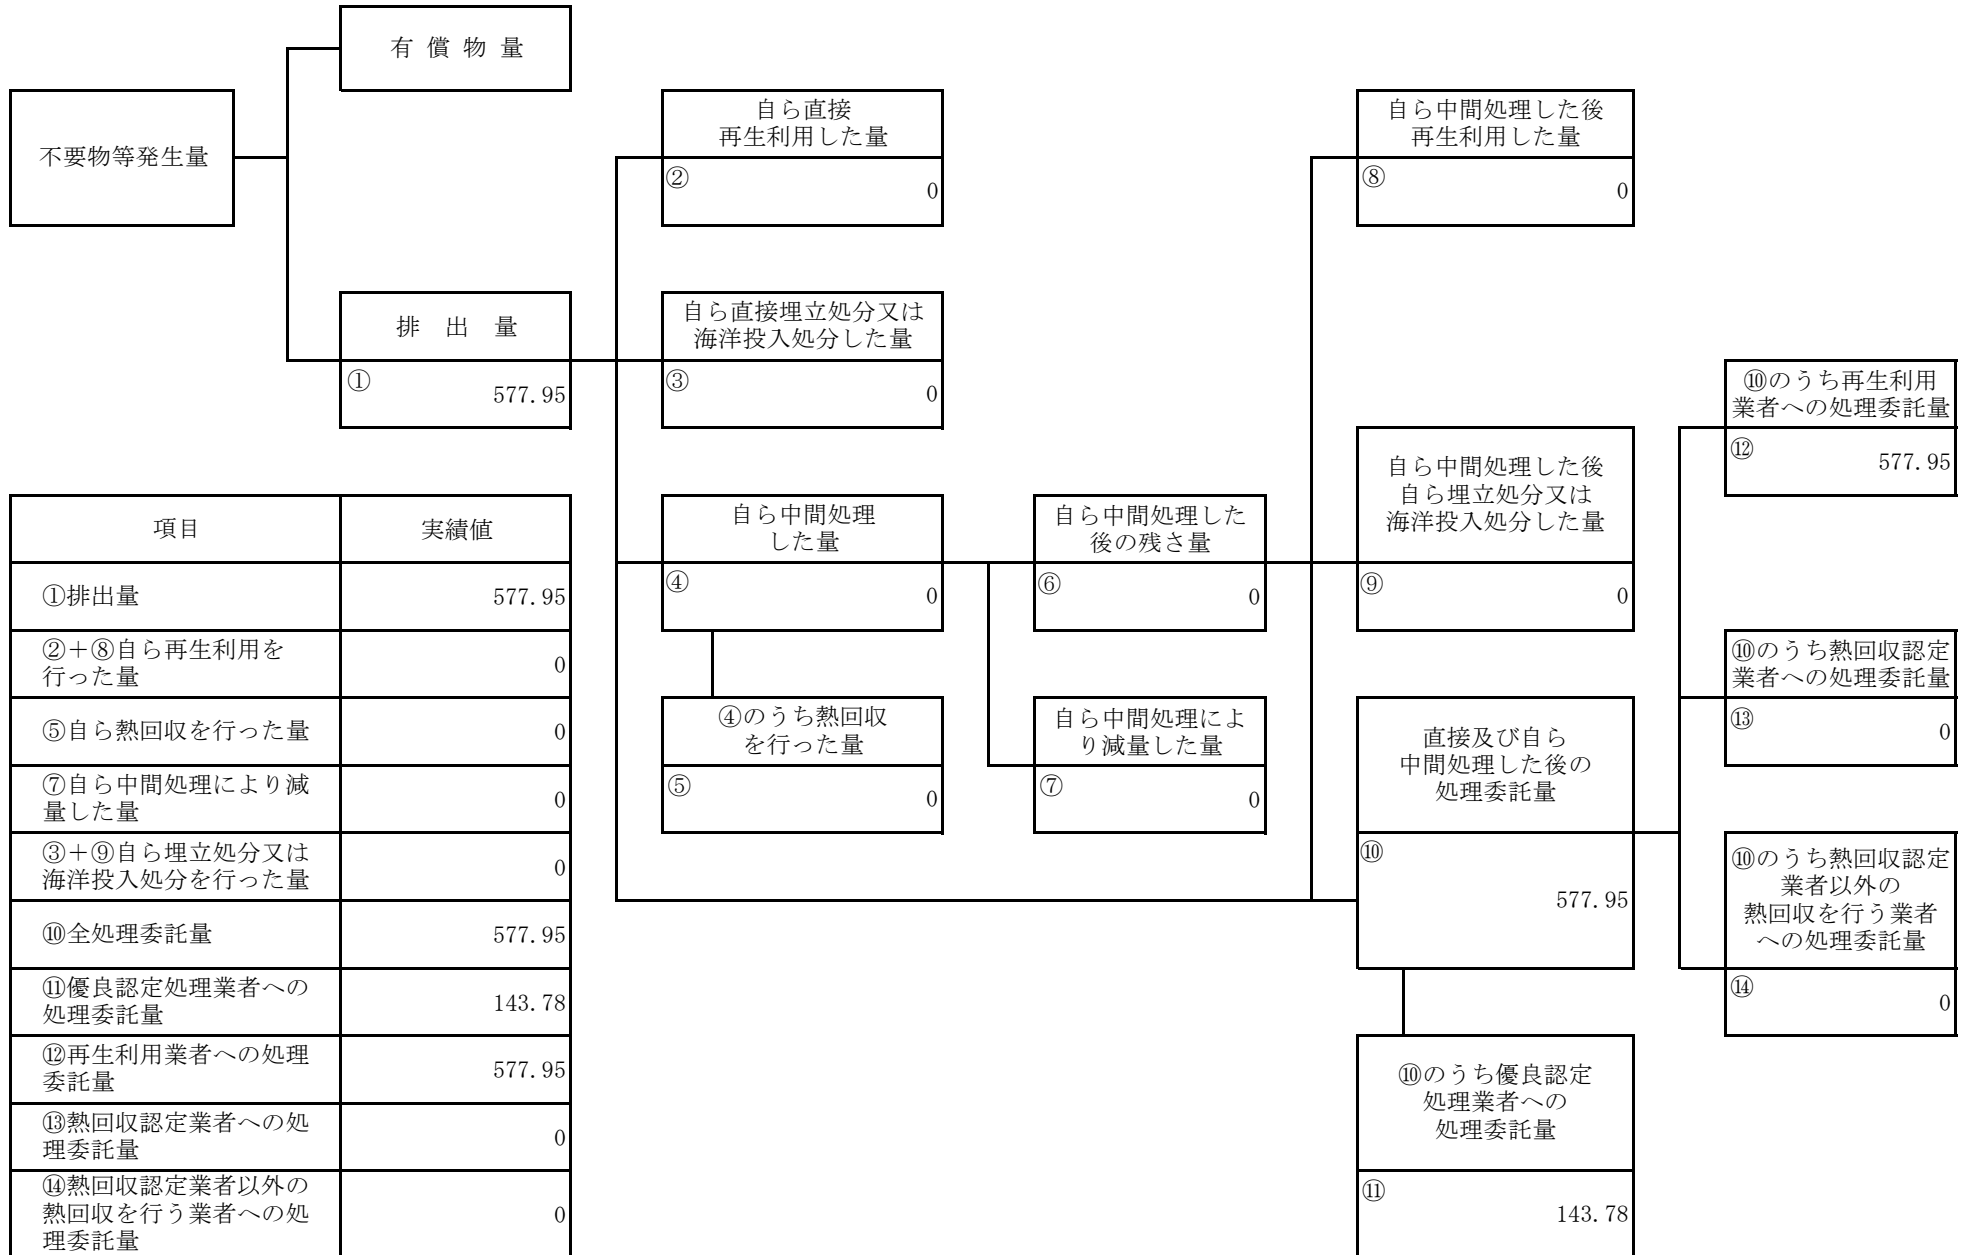 有償物量
不要物等発生量
自ら直接
再生利用した量
②
0
自ら中間処理した後
再生利用した量
⑧
0
排出量
①
577.95
自ら直接埋立処分又は
海洋投入処分した量
③
0
⑩のうち再生利用
業者への処理委託量
⑫
577.95
自ら中間処理した後
自ら埋立処分又は
海洋投入処分した量
⑨
0
自ら中間処理
した量
④
0
自ら中間処理した
後の残さ量
⑥
0
⑩のうち熱回収認定
業者への処理委託量
⑬
0
④のうち熱回収
を行った量
⑤
0
自ら中間処理によ
り減量した量
⑦
0
直接及び自ら
中間処理した後の
処理委託量
⑩
577.95
⑩のうち熱回収認定
業者以外の
熱回収を行う業者
への処理委託量
⑭
0
⑩のうち優良認定
処理業者への
処理委託量
⑪
143.78
項目 実績値
①排出量 577.95
②＋⑧自ら再生利用を
行った量 0
⑤自ら熱回収を行った量 0
⑦自ら中間処理により減
量した量 0
③＋⑨自ら埋立処分又は
海洋投入処分を行った量 0
⑩全処理委託量 577.95
⑪優良認定処理業者への
処理委託量 143.78
⑫再生利用業者への処理
委託量 577.95
⑬熱回収認定業者への処
理委託量 0
⑭熱回収認定業者以外の
熱回収を行う業者への処
理委託量 0